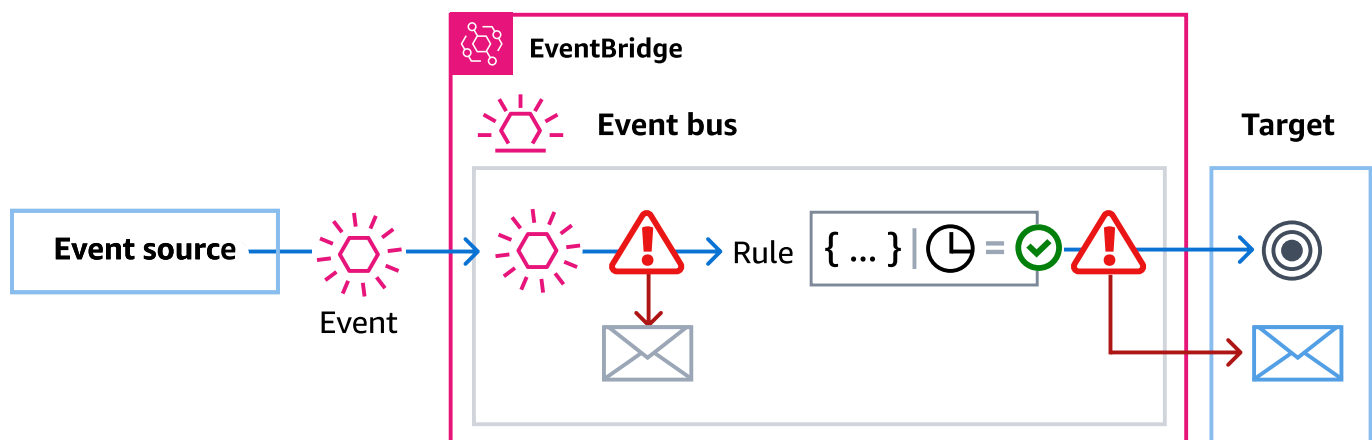 EventBridge
Event bus
Target
Event source
Event
Rule
{ ... } | =